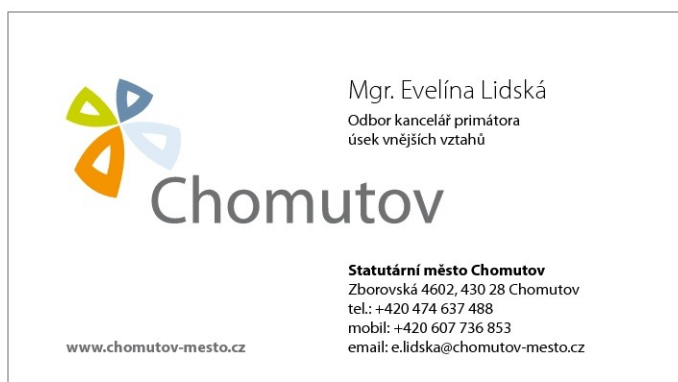 Mgr. Evelína Lidská
Odbor kancelář primátora
úsek vnějších vztahů
Chomutov
Statutární město Chomutov
Zborovská 4602, 430 28 Chomutov
tel.: +420 474 637 488
mobil: +420 607 736 853
email: e.lidska@chomutov-mesto.cz
www.chomutov-mesto.cz